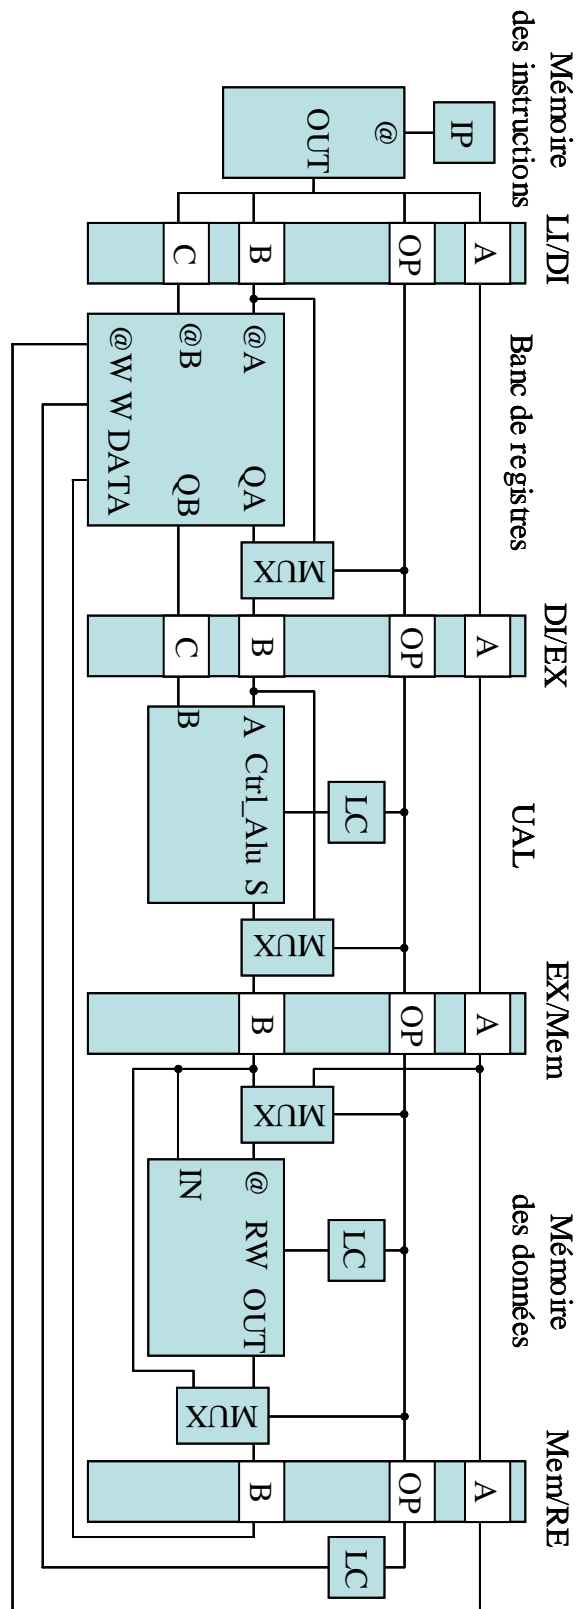 Mémoire
des instructions
LI/DI
Banc de registres
DI/EX
UAL
EX/Mem
Mémoire
des données
Mem/RE
IP
@
OUT
A
OP
B
C
@A
@B
QA
QB
@W W DATA
MUX
A
OP
B
C
LC
A Ctrl_Alu S
B
MUX
A
OP
B
MUX
LC
@ RW OUT
IN
MUX
A
OP
B
LC